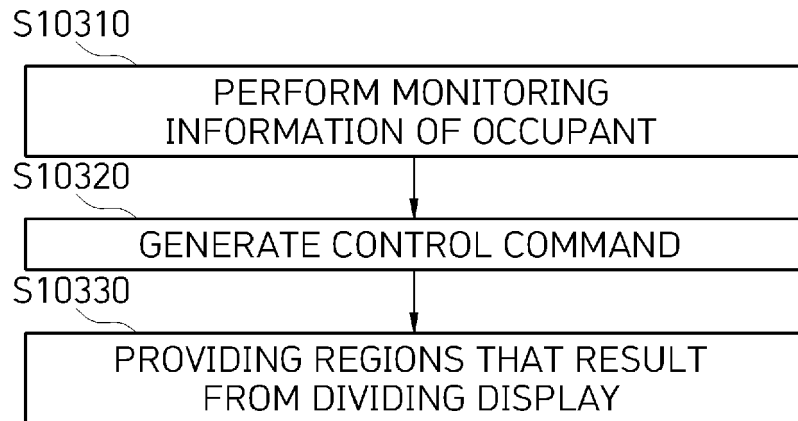 S10310
PERFORM MONITORING
INFORMATION OF OCCUPANT
S10320
GENERATE CONTROL COMMAND
S10330
PROVIDING REGIONS THAT RESULT
FROM DIVIDING DISPLAY